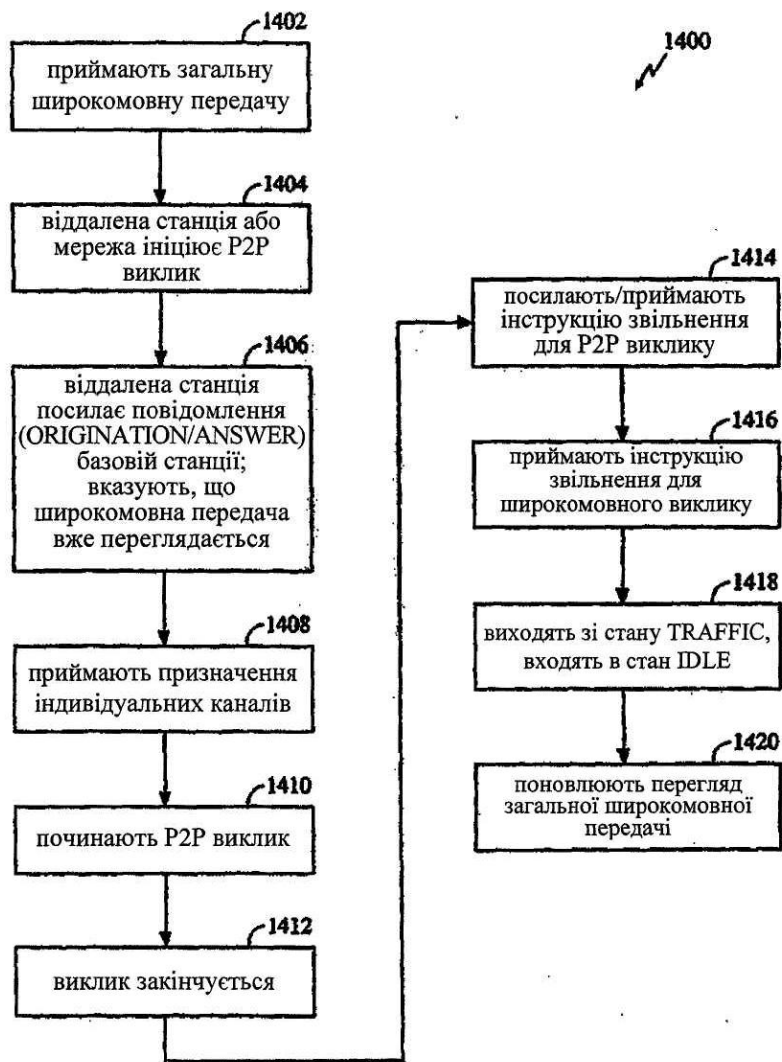 1402
приймають загальну
широкомовну передачу
1400
1404
віддалена станція або
мережа ініціює P2P
виклик
1406
віддалена станція
посилає повідомлення
(ORIGINATION/ANSWER)
базовій станції;
вказують, що
широкомовна передача
вже переглядається
1408
приймають призначення
індивідуальних каналів
1410
починають P2P виклик
1412
виклик закінчується
1414
посилають/приймають
інструкцію звільнення
для P2P виклику
1416
приймають інструкцію
звільнення для
широкомовного виклику
1418
виходять зі стану TRAFFIC,
входять в стан IDLE
1420
поновлюють перегляд
загальної широкомовної
передачі